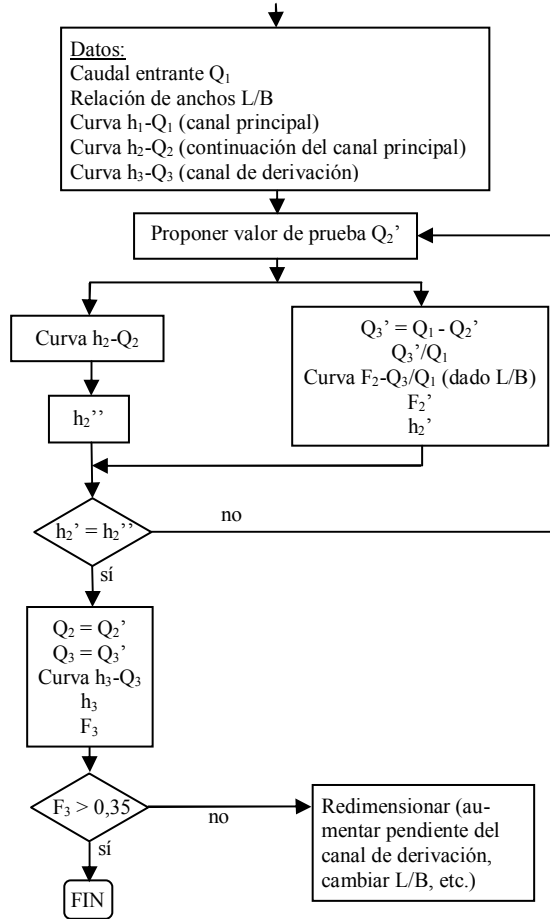 Datos:
Caudal entrante Q₁
Relación de anchos L/B
Curva h₁-Q₁ (canal principal)
Curva h₂-Q₂ (continuación del canal principal)
Curva h₃-Q₃ (canal de derivación)
Proponer valor de prueba Q₂’
Curva h₂-Q₂
h₂’’
Q₃’ = Q₁ - Q₂’
Q₃’/Q₁
Curva F₂-Q₃/Q₁ (dado L/B)
F₂’
h₂’
h₂’ = h₂’’
no
sí
Q₂ = Q₂’
Q₃ = Q₃’
Curva h₃-Q₃
h₃
F₃
F₃ > 0,35
no
sí
Redimensionar (au-
mentar pendiente del
canal de derivación,
cambiar L/B, etc.)
FIN